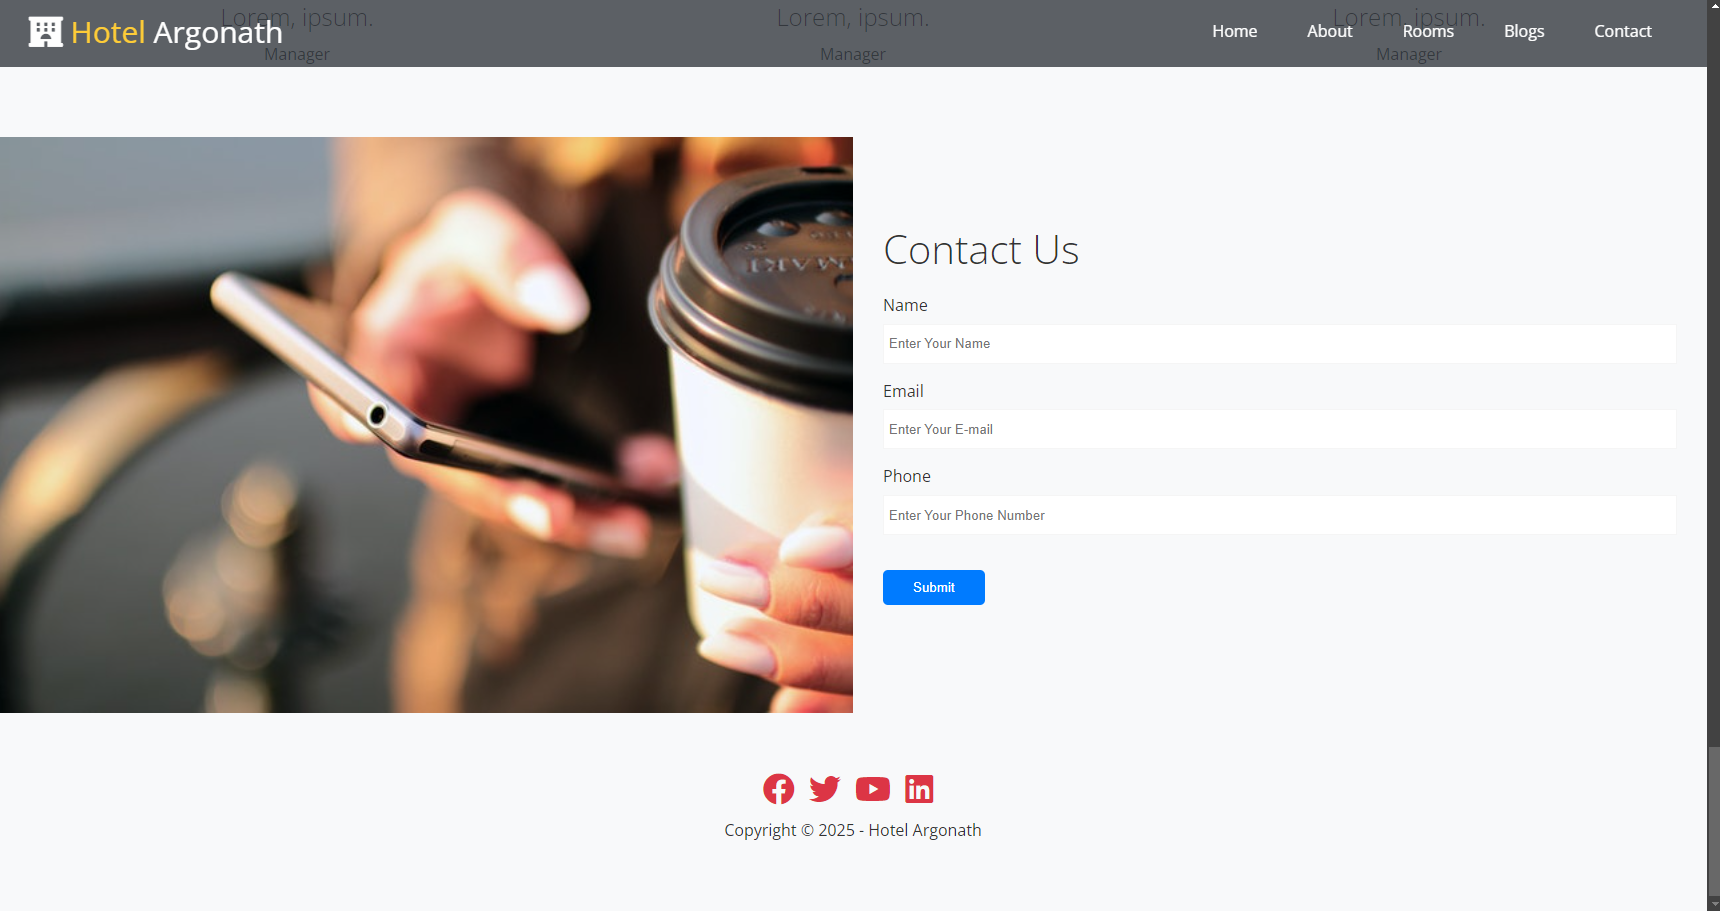 Lorem, ipsum. Lorem, ipsum. Lorem, ipsum.
Hotel Argonath Home About Rooms Blogs Contact
Manager Manager Manager
Contact Us
Name
Enter Your Name
Email
Enter Your E-mail
Phone
Enter Your Phone Number
Submit
Copyright © 2025 - Hotel Argonath